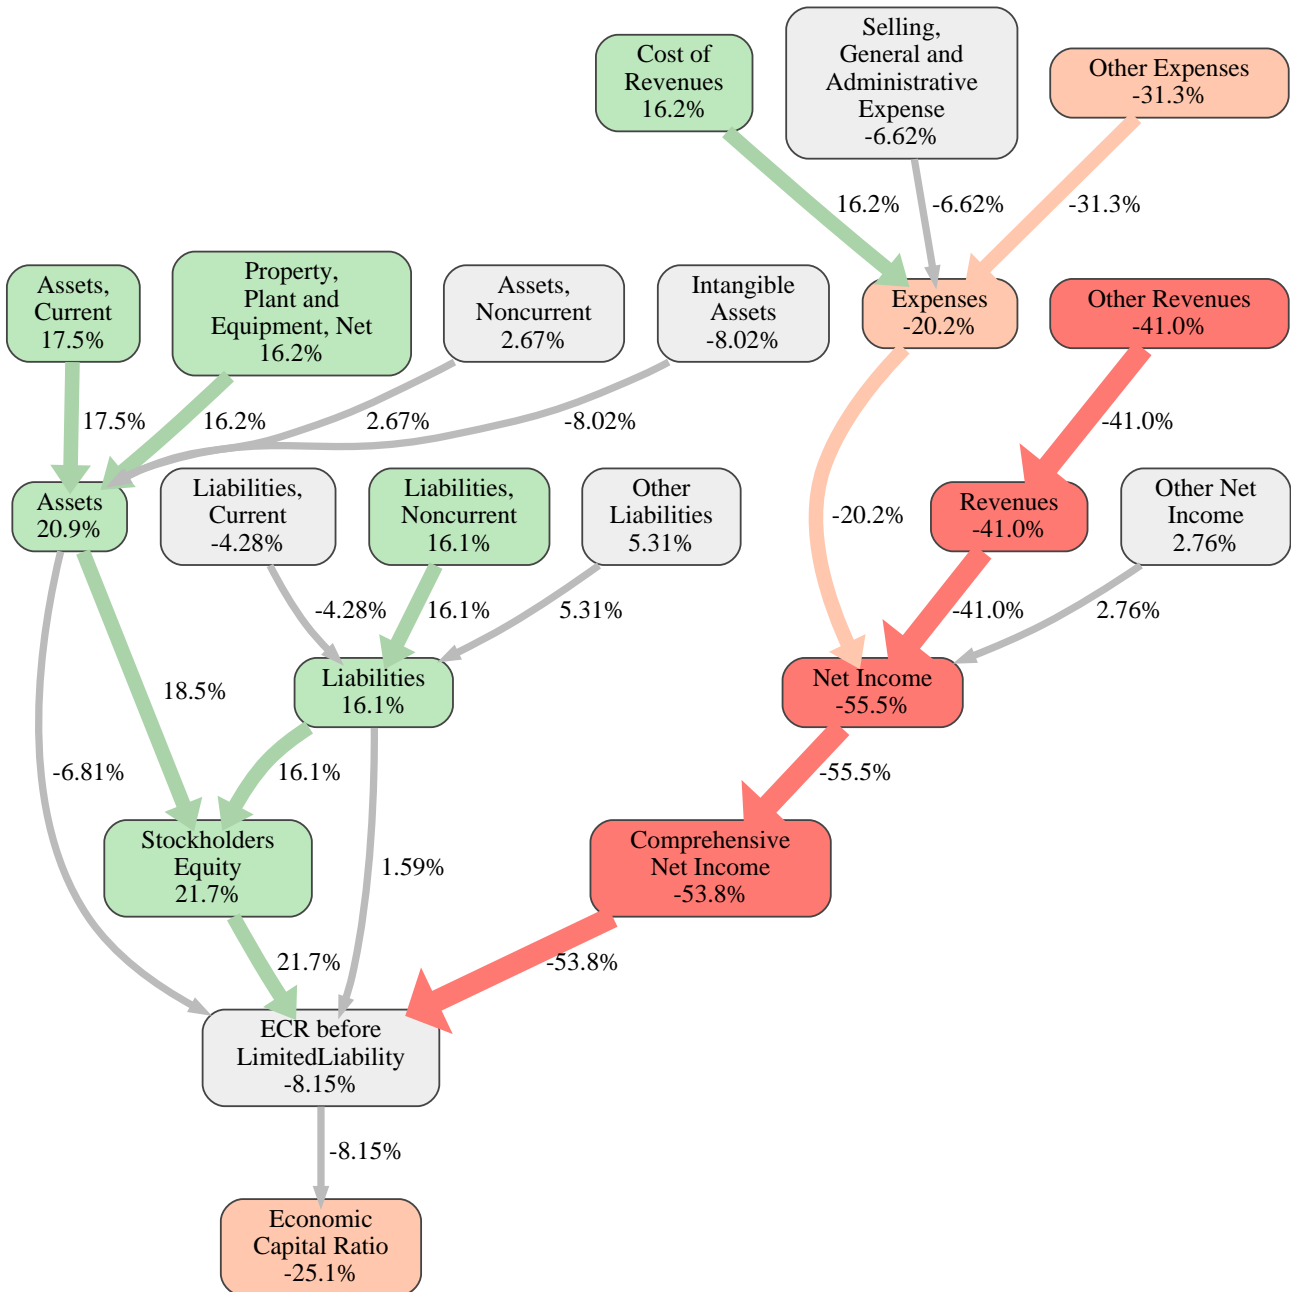 Cost of
Revenues
16.2%
Selling,
General and
Administrative
Expense
-6.62%
Other Expenses
-31.3%
16.2%
-6.62%
-31.3%
Assets,
Current
17.5%
Property,
Plant and
Equipment, Net
16.2%
Assets,
Noncurrent
2.67%
Intangible
Assets
-8.02%
Expenses
-20.2%
Other Revenues
-41.0%
17.5%
16.2%
2.67%
-8.02%
-41.0%
Assets
20.9%
Liabilities,
Current
-4.28%
Liabilities,
Noncurrent
16.1%
Other
Liabilities
5.31%
-20.2%
Revenues
-41.0%
Other Net
Income
2.76%
-4.28%
16.1%
5.31%
-41.0%
2.76%
18.5%
Liabilities
16.1%
Net Income
-55.5%
-6.81%
16.1%
-55.5%
Stockholders
Equity
21.7%
1.59%
Comprehensive
Net Income
-53.8%
21.7%
-53.8%
ECR before
LimitedLiability
-8.15%
-8.15%
Economic
Capital Ratio
-25.1%